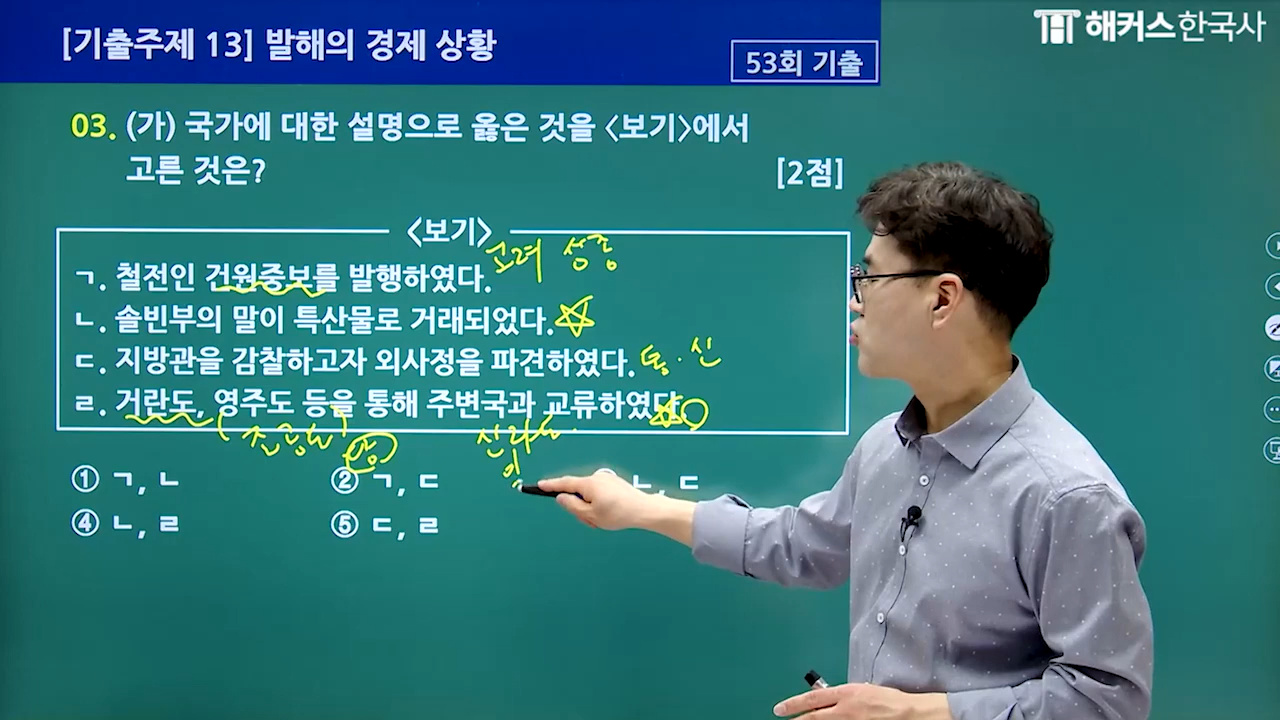 [기출주제 13] 발해의 경제 상황
53회 기출
해커스한국사
03. (가) 국가에 대한 설명으로 옳은 것을 <보기>에서
고른 것은?
[2점]
<보기>
고려 성종
ㄱ. 철전인 건원중보를 발행하였다.
ㄴ. 솔빈부의 말이 특산물로 거래되었다.
ㄷ. 지방관을 감찰하고자 외사정을 파견하였다. 통·신
ㄹ. 거란도, 영주도 등을 통해 주변국과 교류하였다.
(조공도)
신라도
① ㄱ, ㄴ
② ㄱ, ㄷ
ㄴ, ㄷ
④ ㄴ, ㄹ
⑤ ㄷ, ㄹ